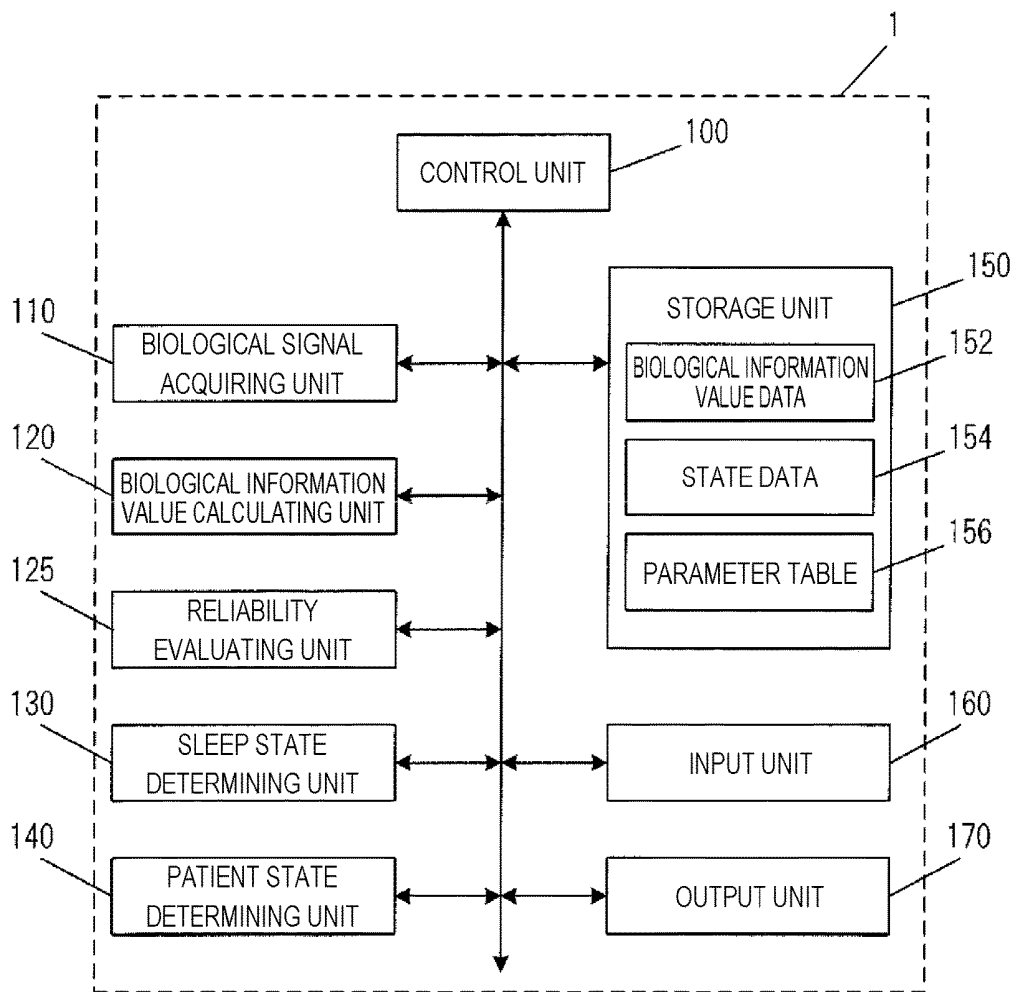 1
100
CONTROL UNIT
150
STORAGE UNIT
110
BIOLOGICAL SIGNAL
ACQUIRING UNIT
152
BIOLOGICAL INFORMATION
VALUE DATA
120
BIOLOGICAL INFORMATION
VALUE CALCULATING UNIT
154
STATE DATA
125
RELIABILITY
EVALUATING UNIT
156
PARAMETER TABLE
130
SLEEP STATE
DETERMINING UNIT
160
INPUT UNIT
140
PATIENT STATE
DETERMINING UNIT
170
OUTPUT UNIT